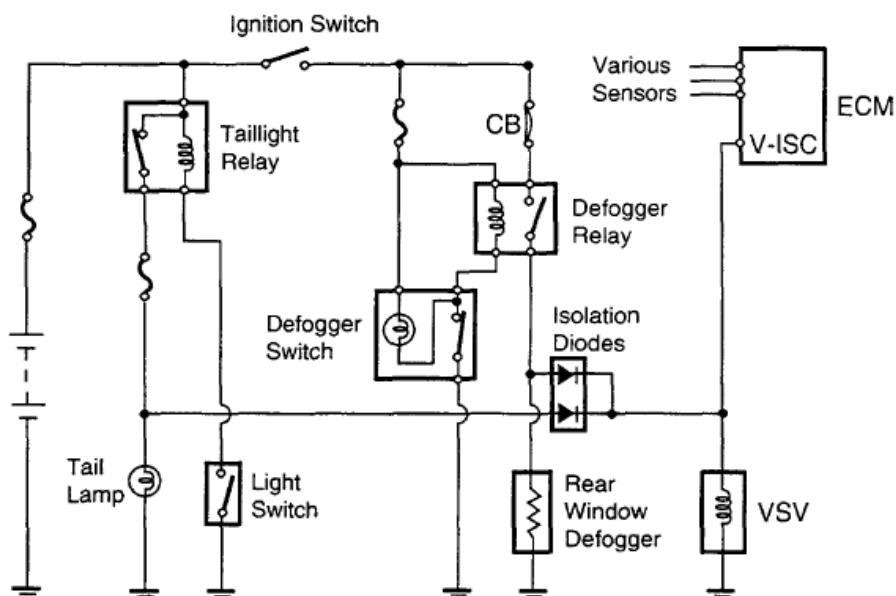 Ignition Switch
Various
Sensors
ECM
V-ISC
Taillight
Relay
CB
Defogger
Relay
Defogger
Switch
Isolation
Diodes
Tail
Lamp
Light
Switch
Rear
Window
Defogger
VSV